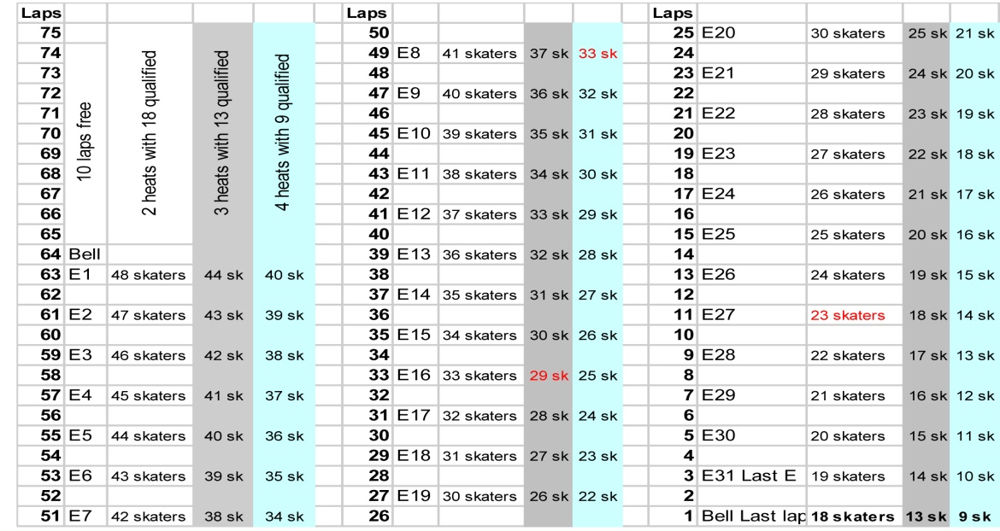 Laps Laps Laps
75 50 25 E20 30 skaters 25 sk 21 sk
74 49 E8 41 skaters 37 sk 33 sk 24
73 48 23 E21 29 skaters 24 sk 20 sk
72 47 E9 40 skaters 36 sk 32 sk 22
71 46 21 E22 28 skaters 23 sk 19 sk
70 45 E10 39 skaters 35 sk 31 sk 20
69 44 19 E23 27 skaters 22 sk 18 sk
68 43 E11 38 skaters 34 sk 30 sk 18
67 42 17 E24 26 skaters 21 sk 17 sk
66 41 E12 37 skaters 33 sk 29 sk 16
65 40 15 E25 25 skaters 20 sk 16 sk
10 laps free
2 heats with 18 qualified
3 heats with 13 qualified
4 heats with 9 qualified
64 Bell 39 E13 36 skaters 32 sk 28 sk 14
63 E1 48 skaters 44 sk 40 sk 38 13 E26 24 skaters 19 sk 15 sk
62 37 E14 35 skaters 31 sk 27 sk 12
61 E2 47 skaters 43 sk 39 sk 36 11 E27 23 skaters 18 sk 14 sk
60 35 E15 34 skaters 30 sk 26 sk 10
59 E3 46 skaters 42 sk 38 sk 34 9 E28 22 skaters 17 sk 13 sk
58 33 E16 33 skaters 29 sk 25 sk 8
57 E4 45 skaters 41 sk 37 sk 32 7 E29 21 skaters 16 sk 12 sk
56 31 E17 32 skaters 28 sk 24 sk 6
55 E5 44 skaters 40 sk 36 sk 30 5 E30 20 skaters 15 sk 11 sk
54 29 E18 31 skaters 27 sk 23 sk 4
53 E6 43 skaters 39 sk 35 sk 28 3 E31 Last E 19 skaters 14 sk 10 sk
52 27 E19 30 skaters 26 sk 22 sk 2
51 E7 42 skaters 38 sk 34 sk 26 1 Bell Last lap 18 skaters 13 sk 9 sk